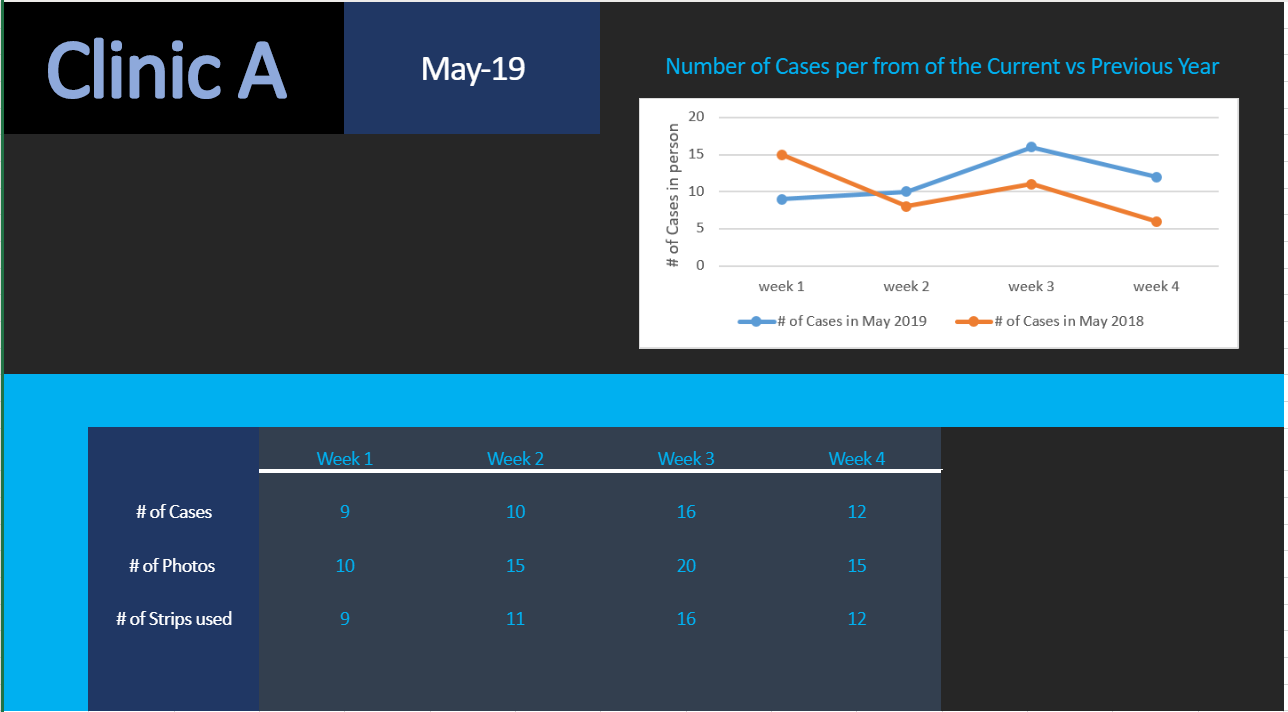 Clinic A
May-19
Number of Cases per from of the Current vs Previous Year
# of Cases in person
20
15
10
5
0
week 1 week 2 week 3 week 4
# of Cases in May 2019 # of Cases in May 2018
Week 1 Week 2 Week 3 Week 4
# of Cases 9 10 16 12
# of Photos 10 15 20 15
# of Strips used 9 11 16 12